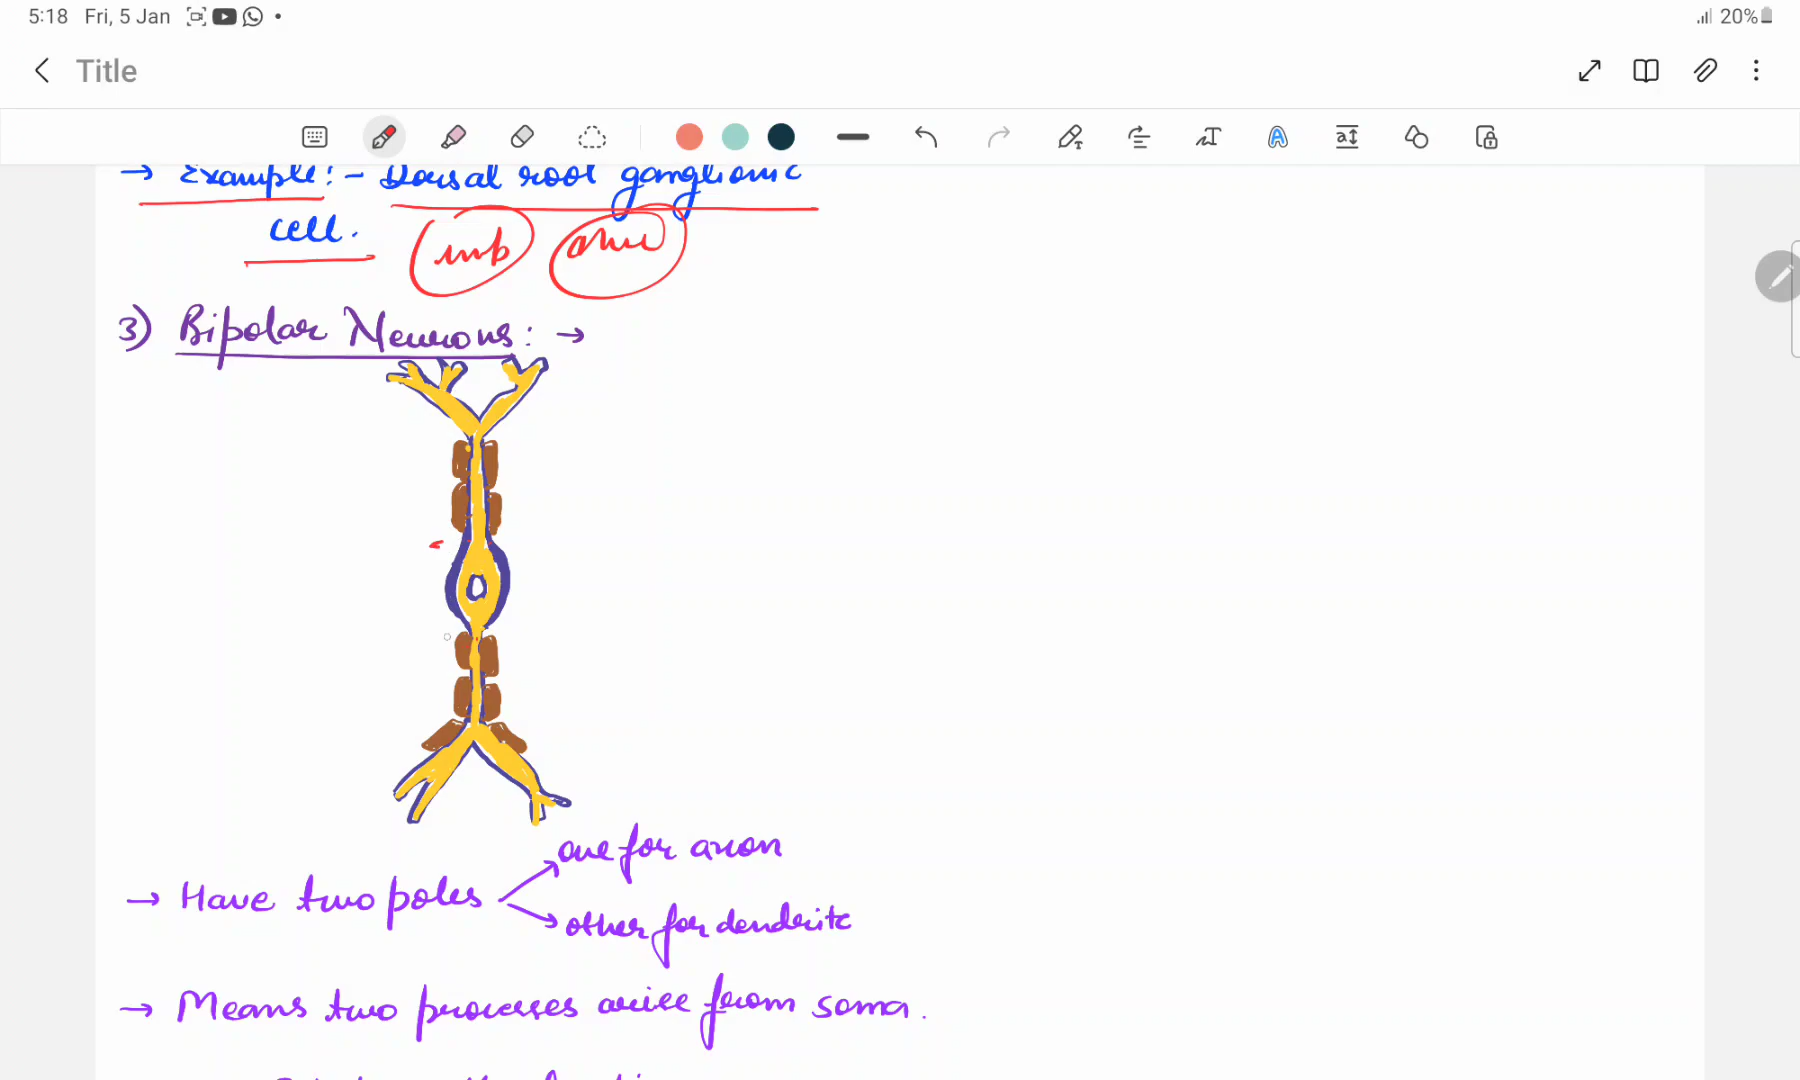 5:18 Fri, 5 Jan
20%
Title
→ Example:- Dorsal root ganglionic
cell. imp
3) Bipolar Neurons: →
→ Have two poles
one for axon
other for dendrite
→ Means two processes arise from soma.